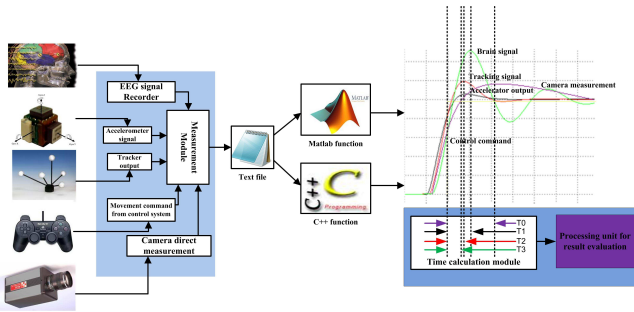 EEG signal
Recorder
Accelerometer
signal
Tracker
output
Movement command
from control system
Camera direct
measurement
Measurement
Module
Text file
MATLAB
Matlab function
C++
C
Programming
C++ function
Brain signal
Tracking signal
Camera measurement
Accelerator output
Control command
T0
T1
T2
T3
Time calculation module
Processing unit for
result evaluation